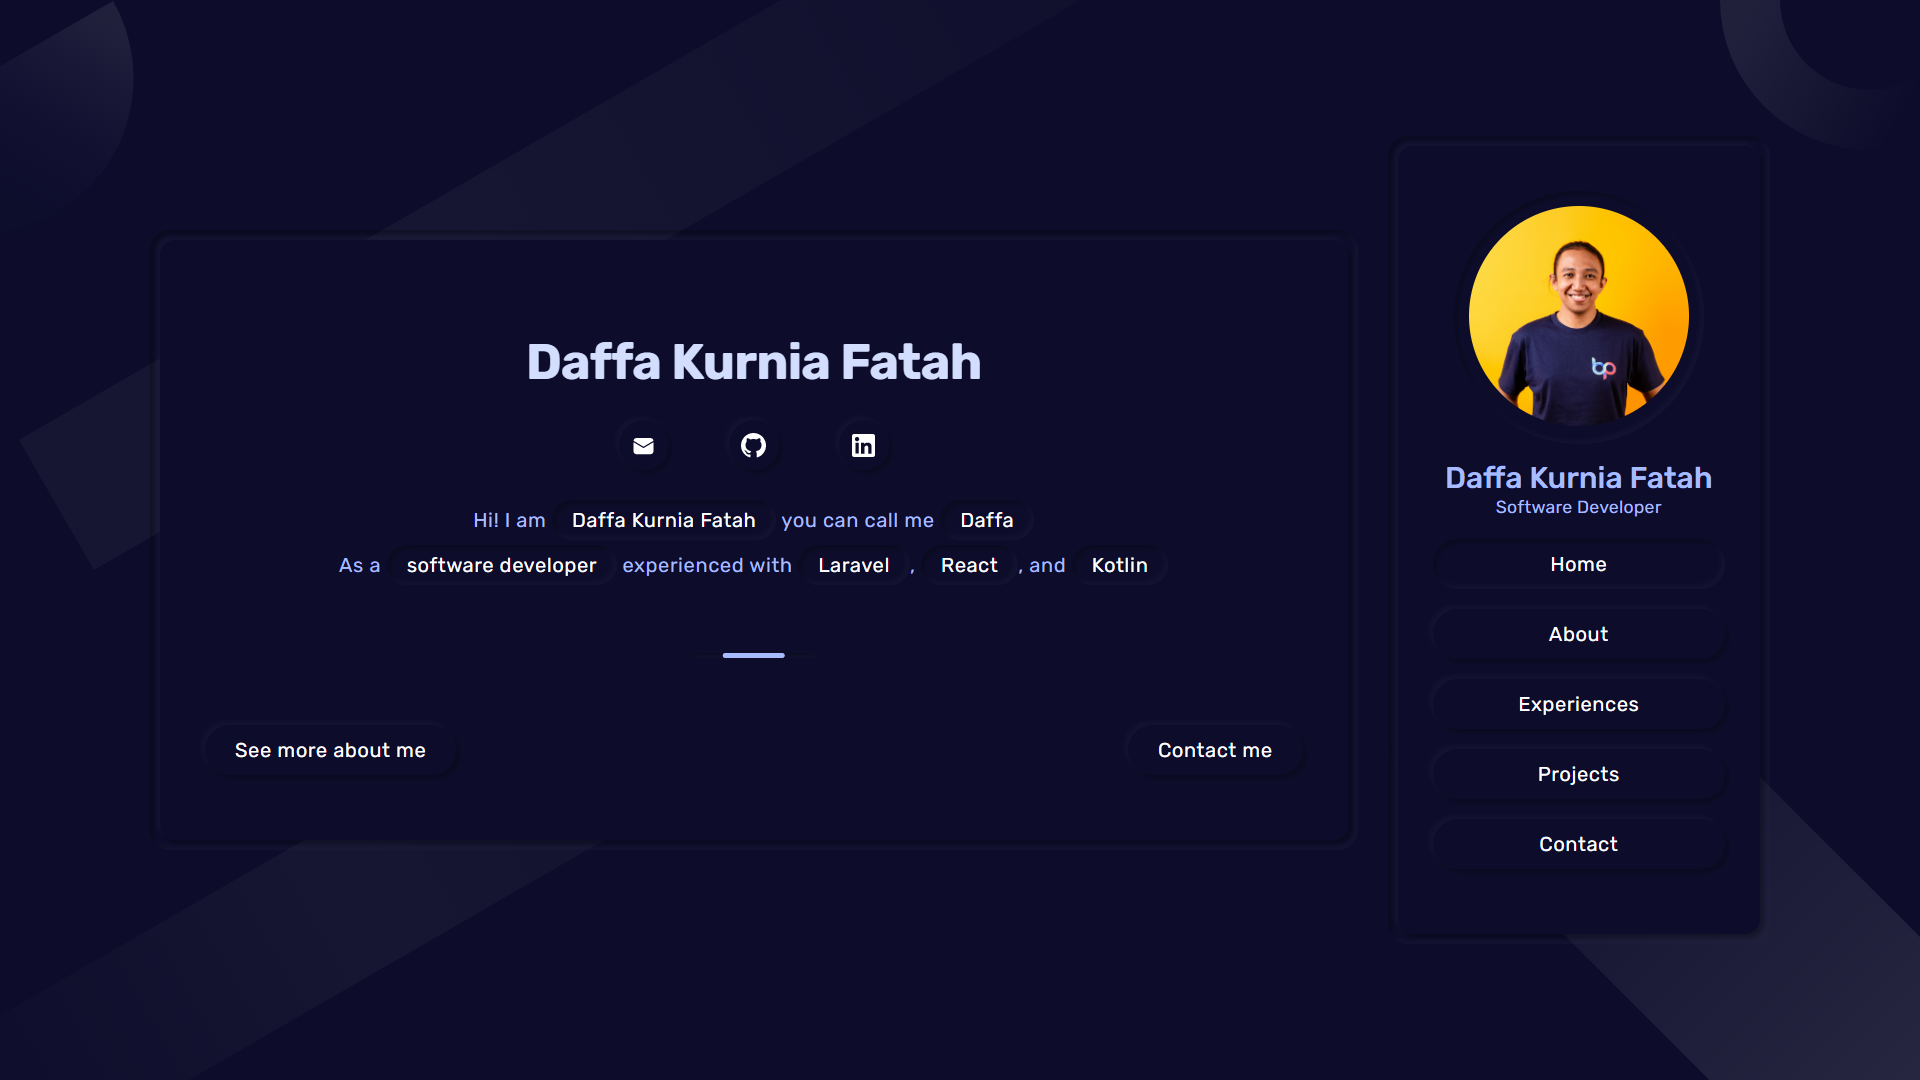 Daffa Kurnia Fatah
Hi! I am Daffa Kurnia Fatah you can call me Daffa
As a software developer experienced with Laravel , React , and Kotlin
See more about me
Contact me
bp
Daffa Kurnia Fatah
Software Developer
Home
About
Experiences
Projects
Contact